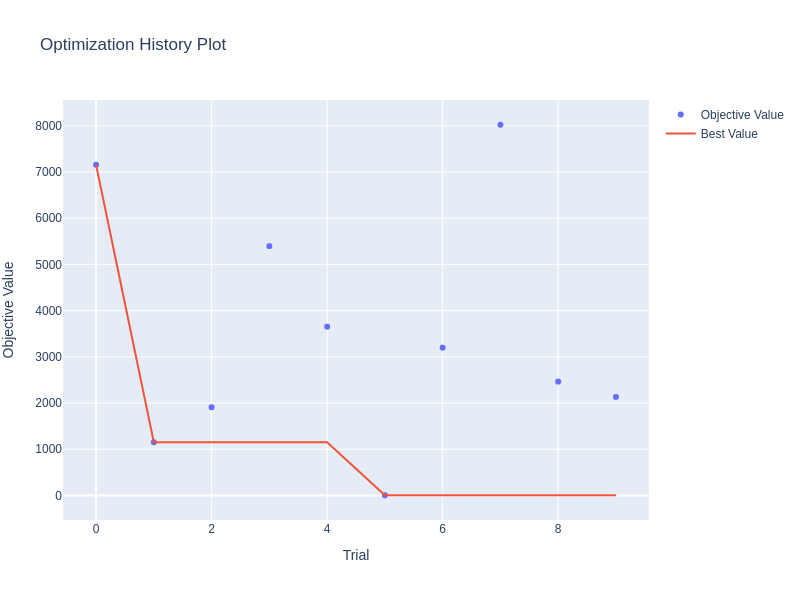 Optimization History Plot
Objective Value
Best Value
8000
7000
6000
5000
4000
3000
2000
1000
0
Objective Value
0 2 4 6 8
Trial